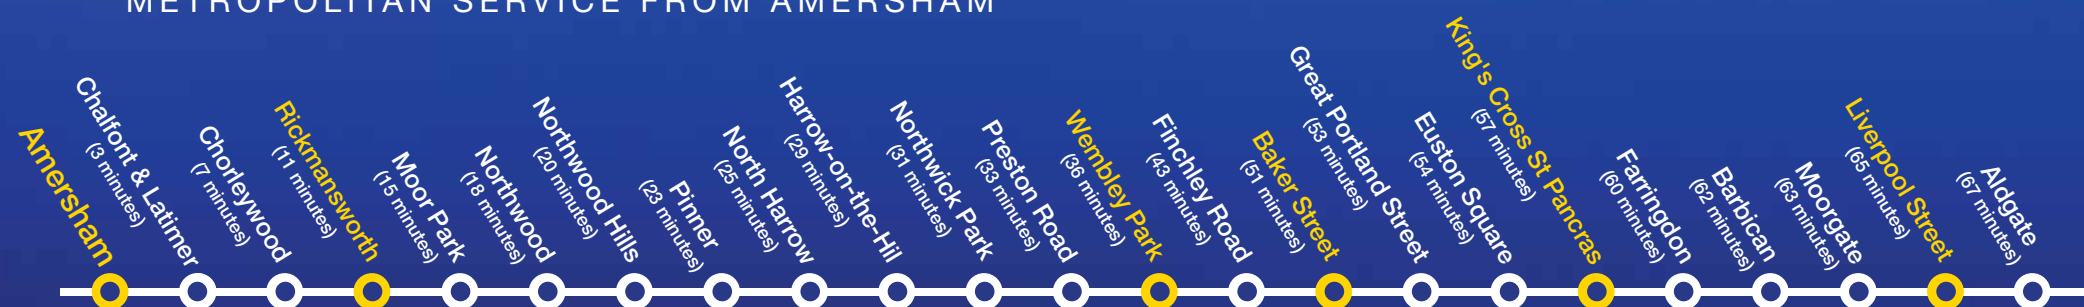 METROPOLITAN SERVICE FROM AMERSHAM
Amersham
Chalfont & Latimer
(3 minutes)
Chorleywood
(7 minutes)
Rickmansworth
(11 minutes)
Moor Park
(15 minutes)
Northwood
(18 minutes)
Northwood Hills
(20 minutes)
Pinner
(23 minutes)
North Harrow
(25 minutes)
Harrow-on-the-Hil
(29 minutes)
Northwick Park
(31 minutes)
Preston Road
(33 minutes)
Wembley Park
(36 minutes)
Finchley Road
(43 minutes)
Baker Street
(51 minutes)
Great Portland Street
(53 minutes)
Euston Square
(54 minutes)
King's Cross St Pancras
(57 minutes)
Farringdon
(60 minutes)
Barbican
(62 minutes)
Moorgate
(63 minutes)
Liverpool Street
(65 minutes)
Aldgate
(67 minutes)